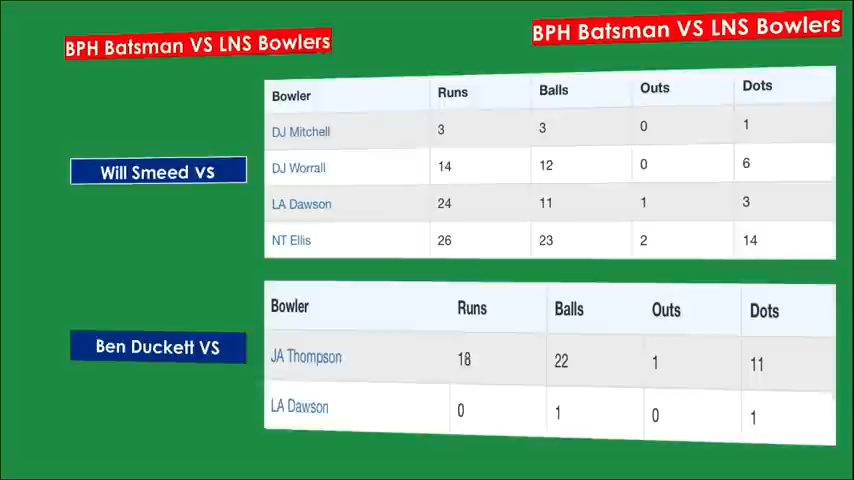 BPH Batsman VS LNS Bowlers
BPH Batsman VS LNS Bowlers
Will Smeed VS
Bowler Runs Balls Outs Dots
DJ Mitchell 3 3 0 1
DJ Worrall 14 12 0 6
LA Dawson 24 11 1 3
NT Ellis 26 23 2 14
Ben Duckett VS
Bowler Runs Balls Outs Dots
JA Thompson 18 22 1 11
LA Dawson 0 1 0 1